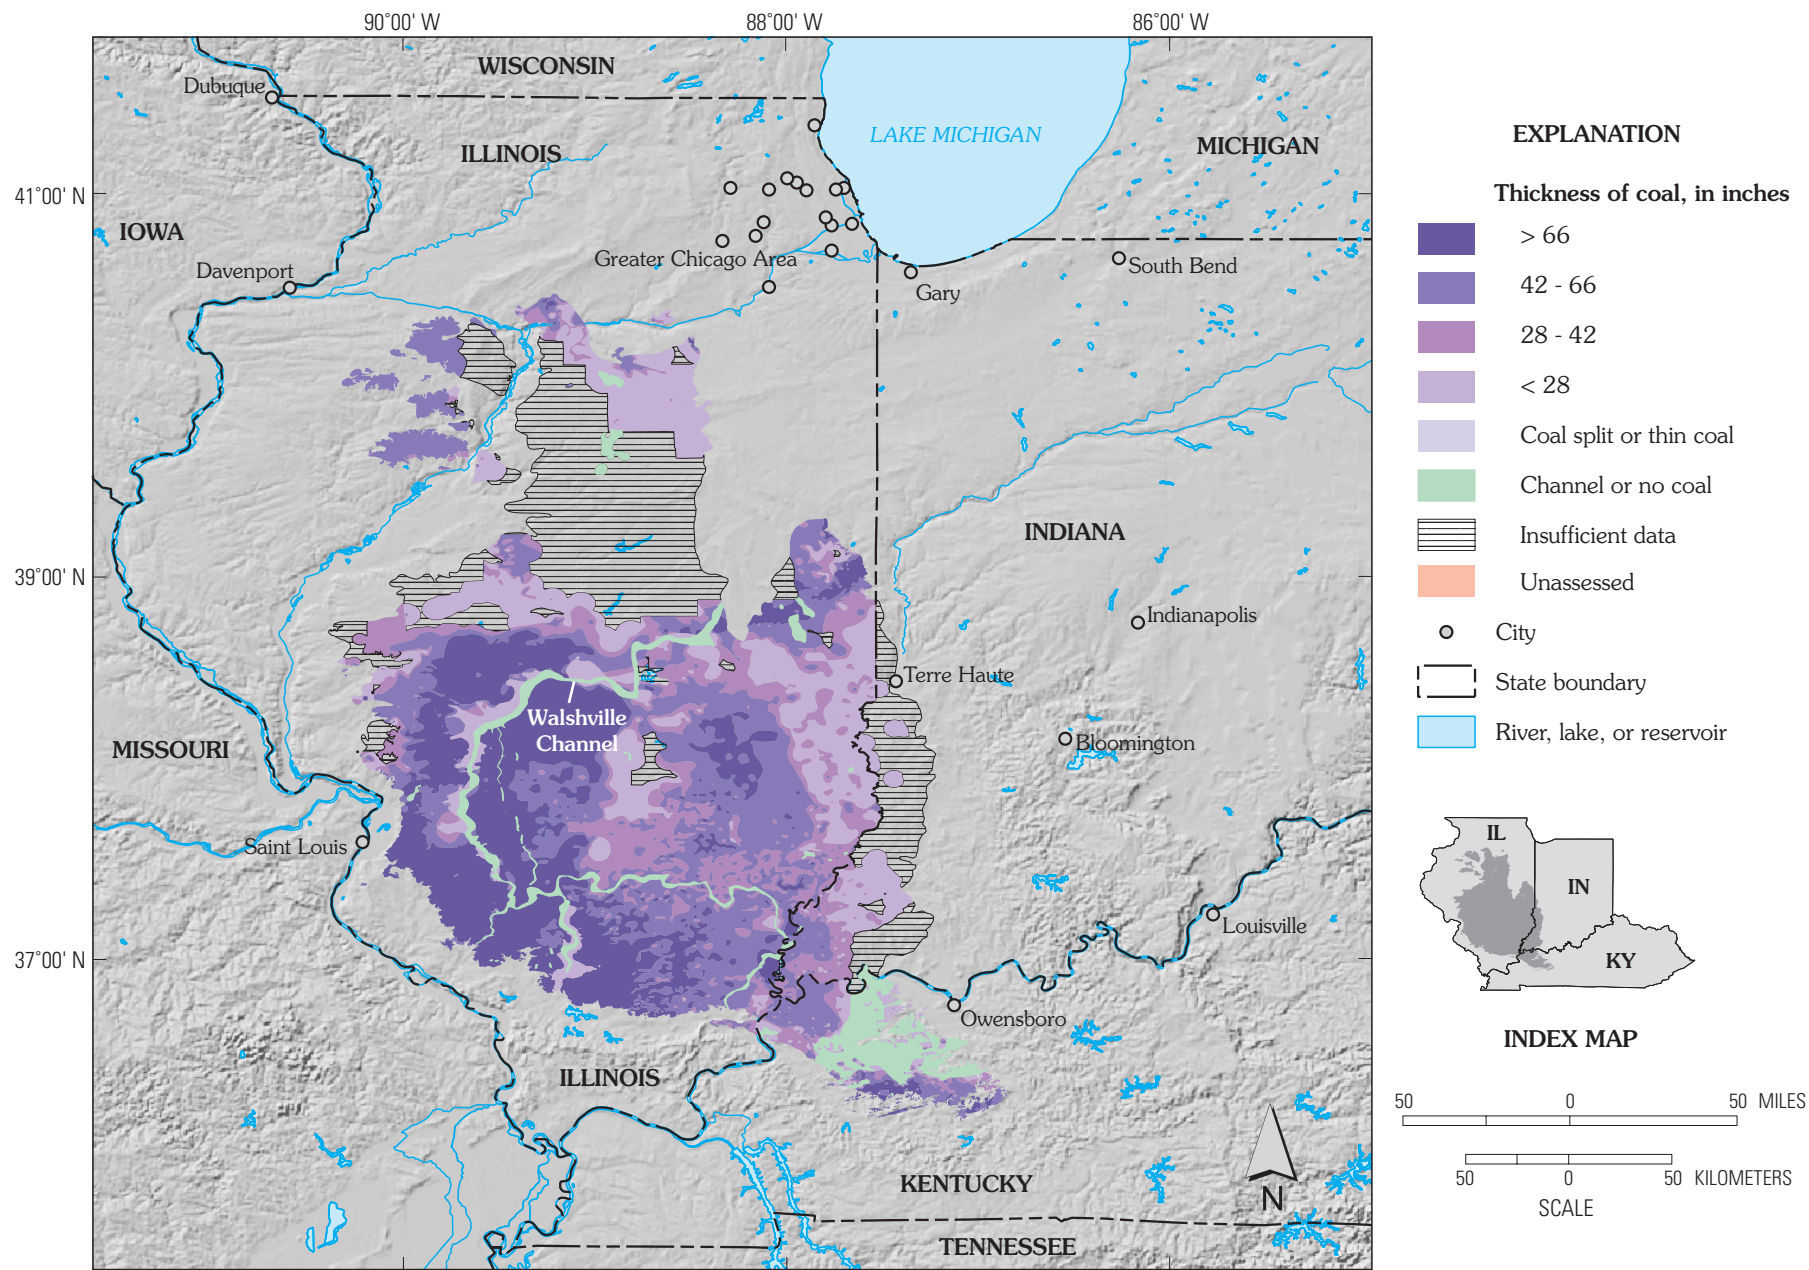 90°00' W
88°00' W
86°00' W
WISCONSIN
Dubuque
LAKE MICHIGAN
ILLINOIS
MICHIGAN
41°00' N
IOWA
Greater Chicago Area
Davenport
South Bend
Gary
INDIANA
39°00' N
Indianapolis
Terre Haute
Walshville
Channel
MISSOURI
Bloomington
Saint Louis
Louisville
37°00' N
Owensboro
ILLINOIS
KENTUCKY
N
TENNESSEE
EXPLANATION
Thickness of coal, in inches
> 66
42 - 66
28 - 42
< 28
Coal split or thin coal
Channel or no coal
Insufficient data
Unassessed
City
State boundary
River, lake, or reservoir
IL
IN
KY
INDEX MAP
50 0 50 MILES
50 0 50 KILOMETERS
SCALE